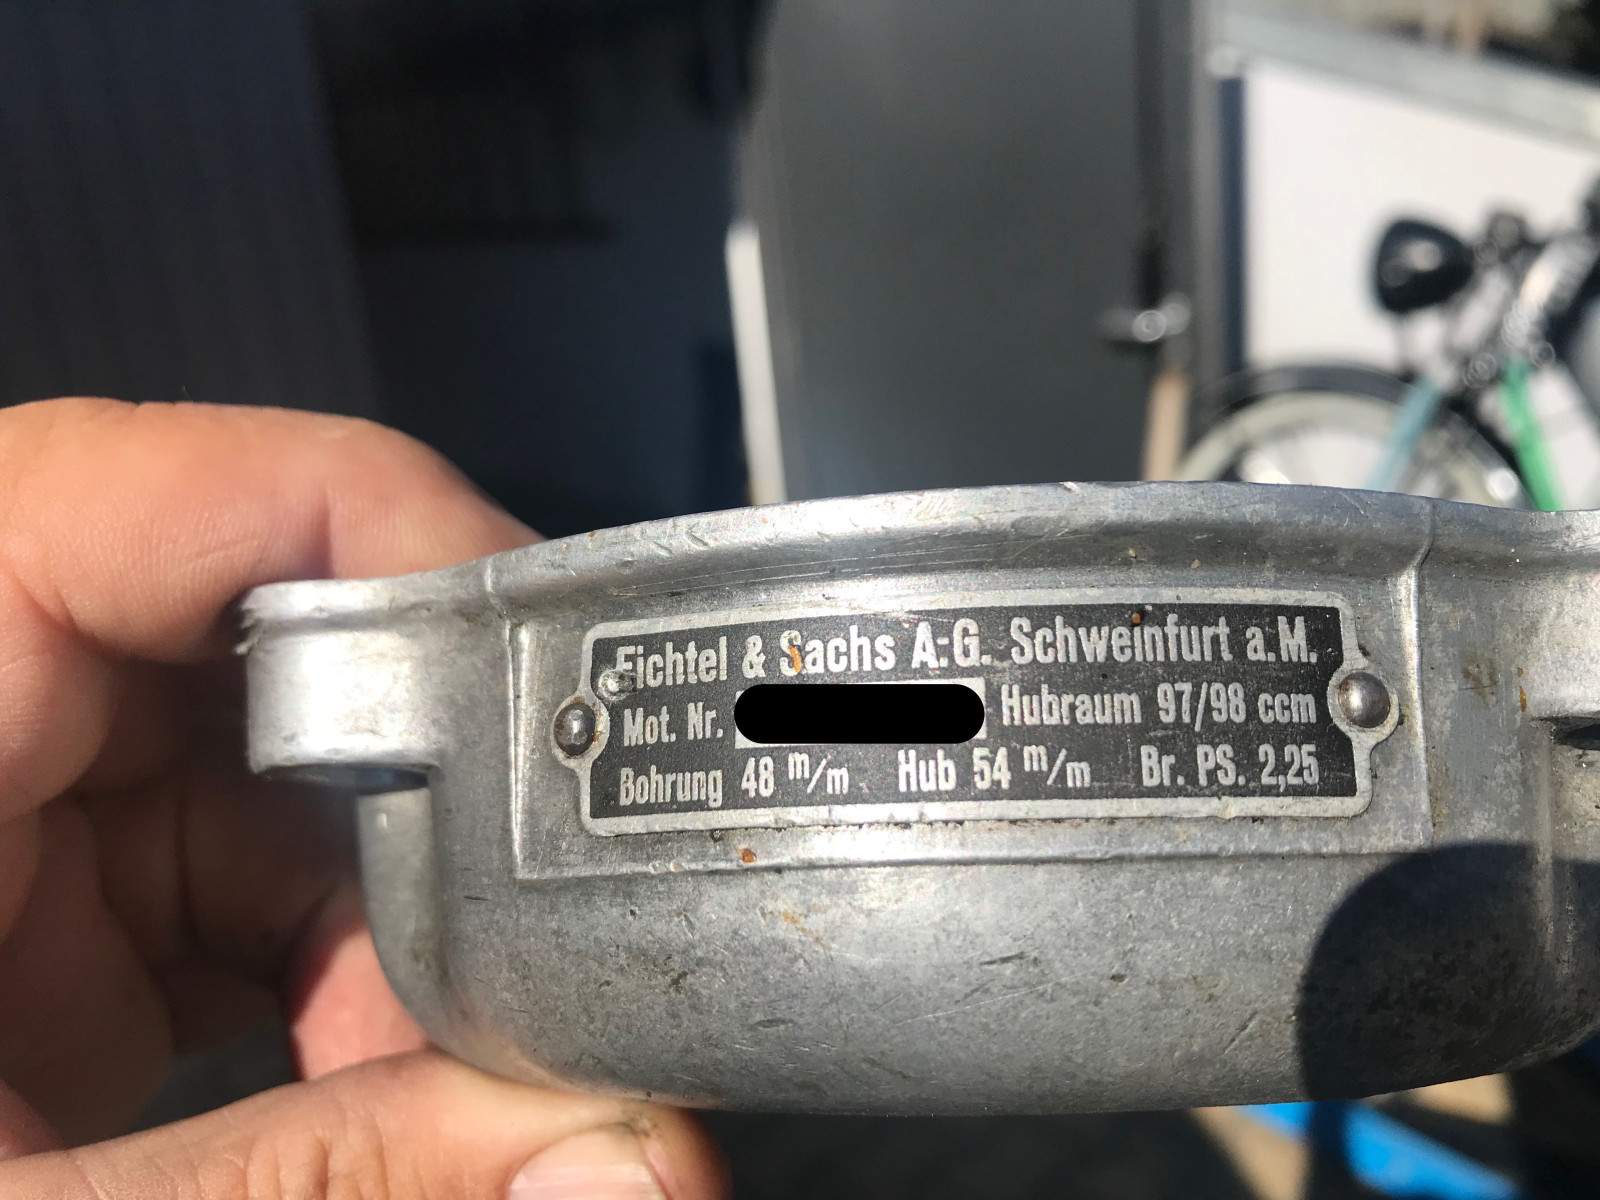 Fichtel & Sachs A.-G. Schweinfurt a.M.
Mot. Nr. Hubraum 97/98 ccm
Bohrung 48 m/m Hub 54 m/m Br. PS. 2,25